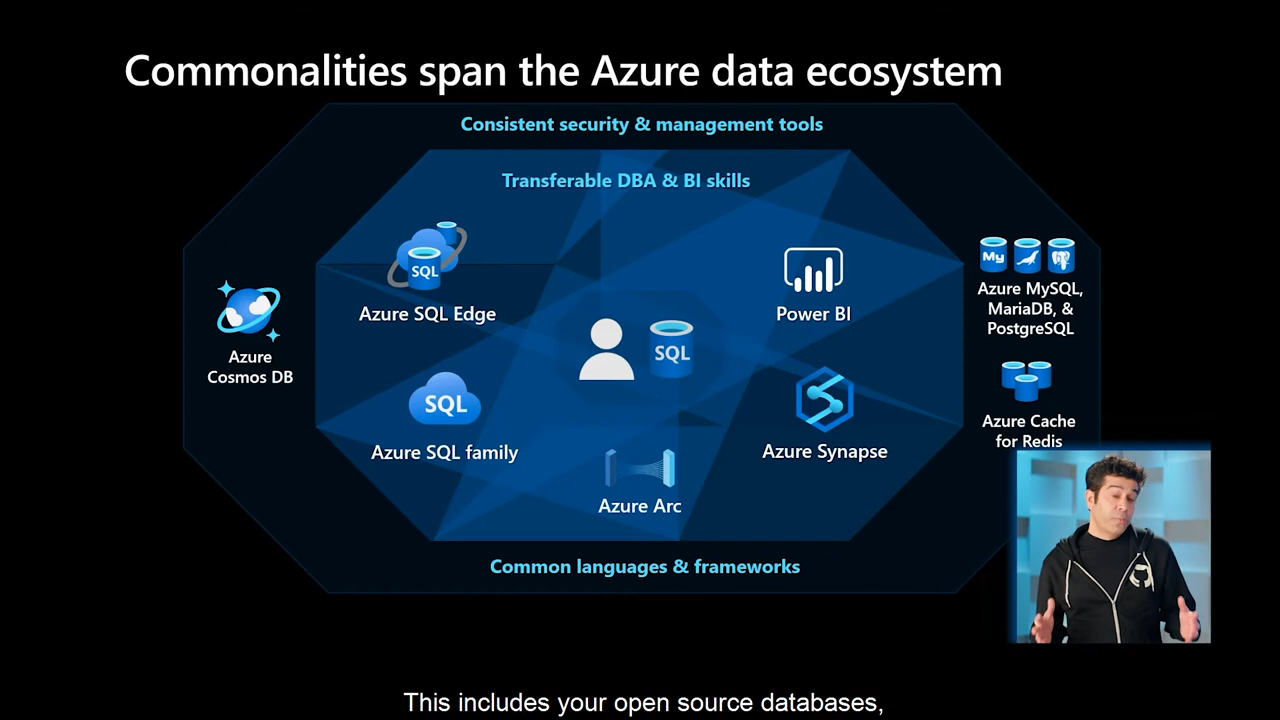 Commonalities span the Azure data ecosystem
Consistent security & management tools
Transferable DBA & BI skills
SQL
Azure SQL Edge
Power BI
My
Azure MySQL,
MariaDB, &
PostgreSQL
Azure
Cosmos DB
SQL
SQL
Azure SQL family
Azure Synapse
Azure Cache
for Redis
Azure Arc
Common languages & frameworks
This includes your open source databases,